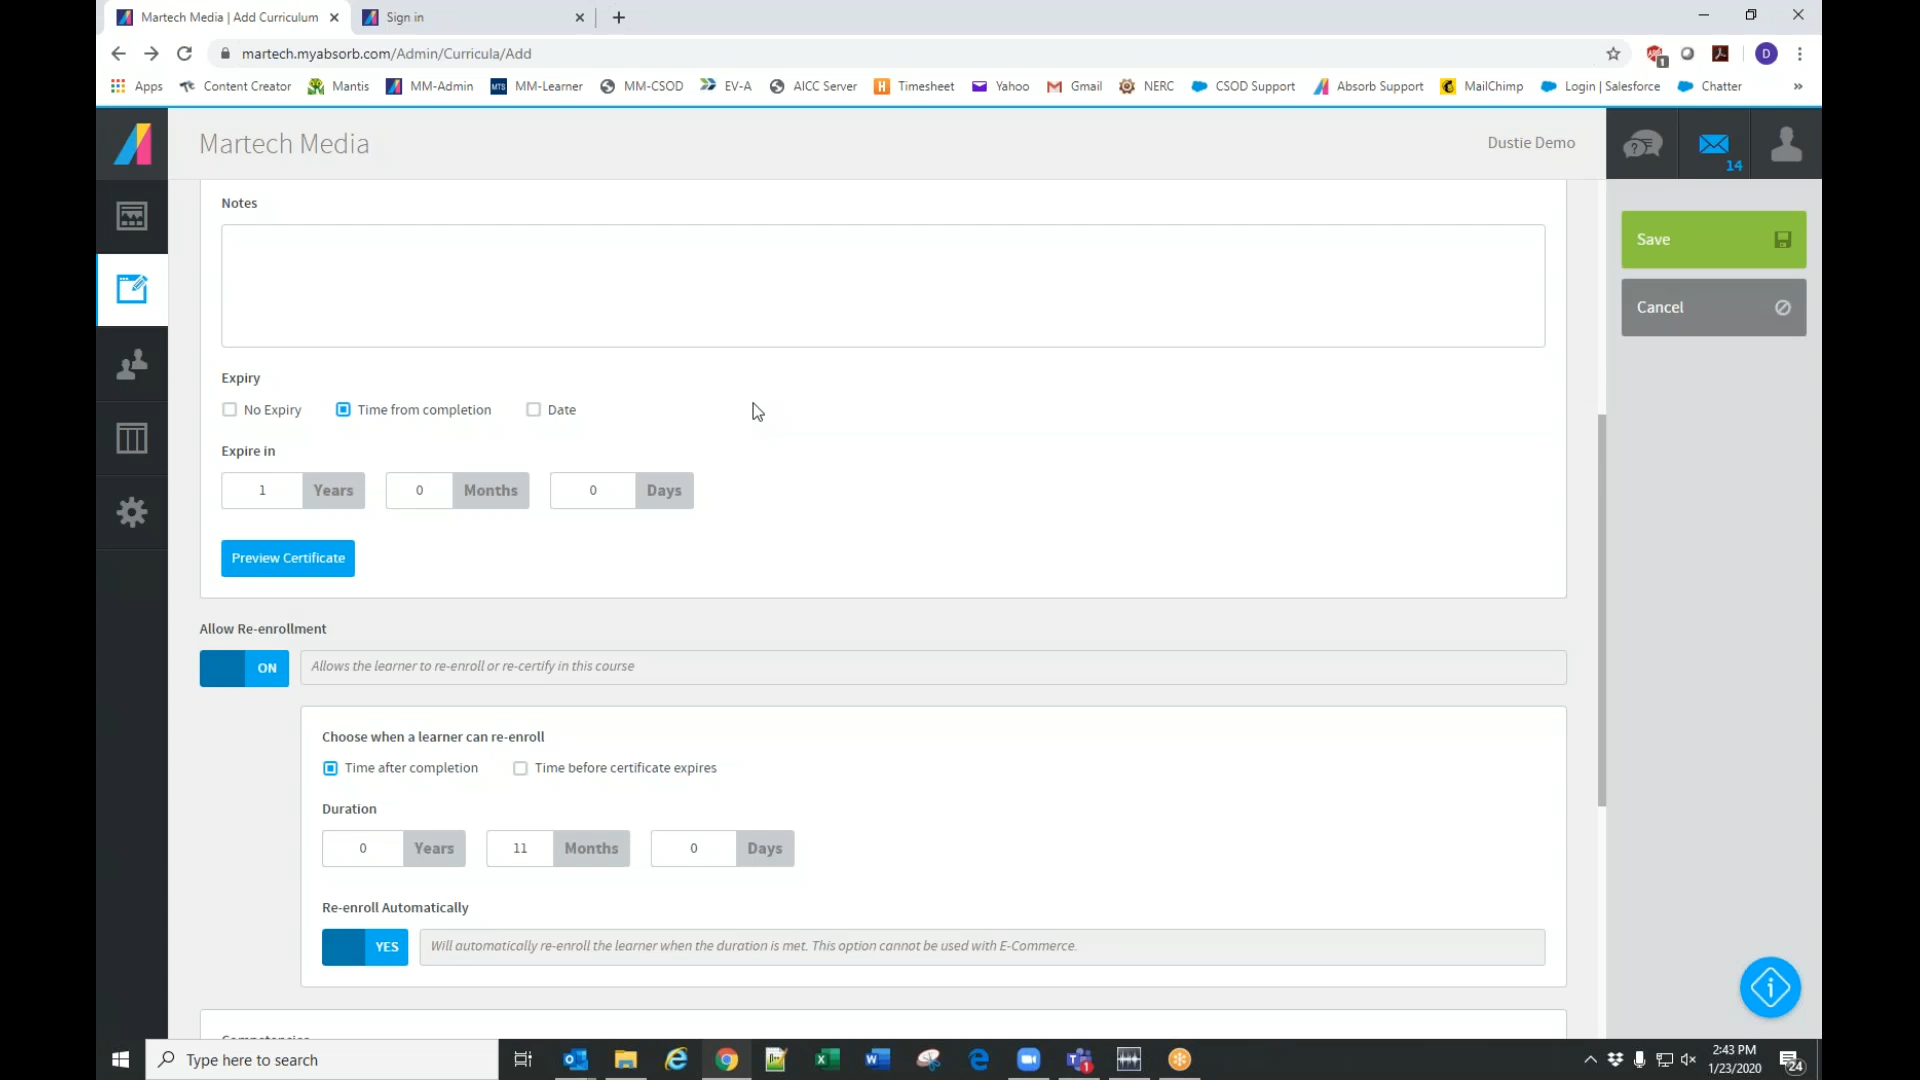 Martech Media | Add Curriculum
Sign in
martech.myabsorb.com/Admin/Curricula/Add
1
D
Apps Content Creator Mantis MM-Admin MM-Learner MM-CSOD EV-A AICC Server Timesheet Yahoo Gmail NERC CSOD Support Absorb Support MailChimp Login | Salesforce Chatter »
Martech Media
Dustie Demo
14
Notes
Save
Cancel
Expiry
No Expiry Time from completion Date
Expire in
1 Years 0 Months 0 Days
Preview Certificate
Allow Re-enrollment
ON Allows the learner to re-enroll or re-certify in this course
Choose when a learner can re-enroll
Time after completion Time before certificate expires
Duration
0 Years 11 Months 0 Days
Re-enroll Automatically
YES Will automatically re-enroll the learner when the duration is met. This option cannot be used with E-Commerce.
Type here to search
1
2:43 PM
1/23/2020
24